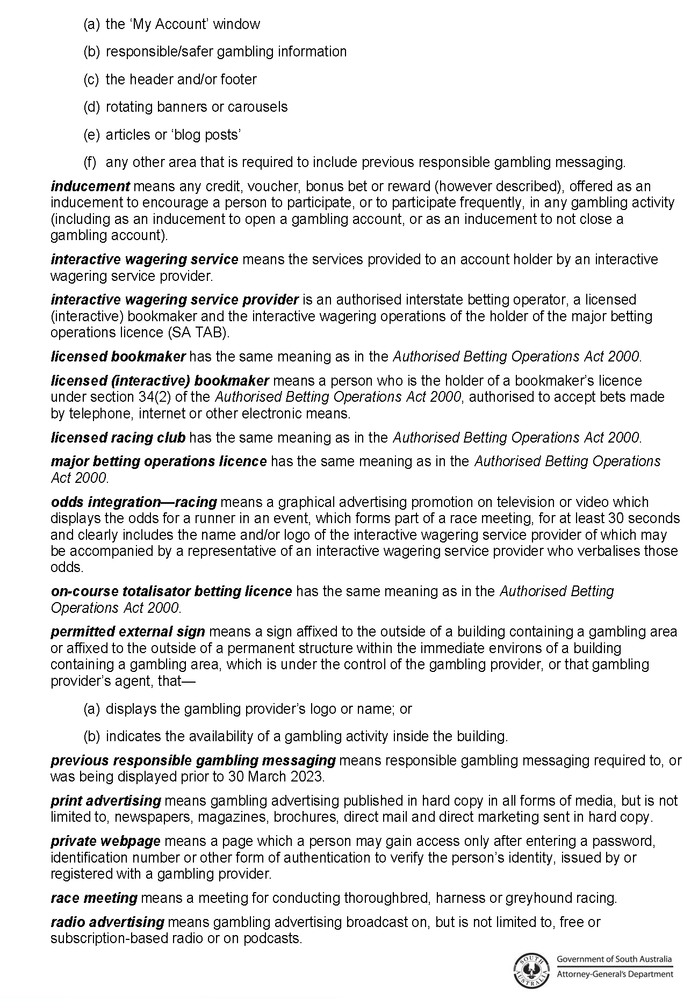 (a) the ‘My Account’ window
(b) responsible/safer gambling information
(c) the header and/or footer
(d) rotating banners or carousels
(e) articles or ‘blog posts’
(f) any other area that is required to include previous responsible gambling messaging.
inducement means any credit, voucher, bonus bet or reward (however described), offered as an
inducement to encourage a person to participate, or to participate frequently, in any gambling activity
(including as an inducement to open a gambling account, or as an inducement to not close a
gambling account).
interactive wagering service means the services provided to an account holder by an interactive
wagering service provider.
interactive wagering service provider is an authorised interstate betting operator, a licensed
(interactive) bookmaker and the interactive wagering operations of the holder of the major betting
operations licence (SA TAB).
licensed bookmaker has the same meaning as in the Authorised Betting Operations Act 2000.
licensed (interactive) bookmaker means a person who is the holder of a bookmaker’s licence
under section 34(2) of the Authorised Betting Operations Act 2000, authorised to accept bets made
by telephone, internet or other electronic means.
licensed racing club has the same meaning as in the Authorised Betting Operations Act 2000.
major betting operations licence has the same meaning as in the Authorised Betting Operations
Act 2000.
odds integration—racing means a graphical advertising promotion on television or video which
displays the odds for a runner in an event, which forms part of a race meeting, for at least 30 seconds
and clearly includes the name and/or logo of the interactive wagering service provider of which may
be accompanied by a representative of an interactive wagering service provider who verbalises those
odds.
on-course totalisator betting licence has the same meaning as in the Authorised Betting
Operations Act 2000.
permitted external sign means a sign affixed to the outside of a building containing a gambling area
or affixed to the outside of a permanent structure within the immediate environs of a building
containing a gambling area, which is under the control of the gambling provider, or that gambling
provider’s agent, that—
(a) displays the gambling provider’s logo or name; or
(b) indicates the availability of a gambling activity inside the building.
previous responsible gambling messaging means responsible gambling messaging required to, or
was being displayed prior to 30 March 2023.
print advertising means gambling advertising published in hard copy in all forms of media, but is not
limited to, newspapers, magazines, brochures, direct mail and direct marketing sent in hard copy.
private webpage means a page which a person may gain access only after entering a password,
identification number or other form of authentication to verify the person’s identity, issued by or
registered with a gambling provider.
race meeting means a meeting for conducting thoroughbred, harness or greyhound racing.
radio advertising means gambling advertising broadcast on, but is not limited to, free or
subscription-based radio or on podcasts.
SOUTH AUSTRALIA
Government of South Australia
Attorney-General’s Department